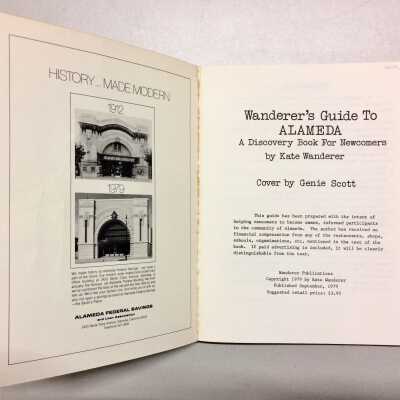 HISTORY... MADE MODERN
1912
1979
ALAMEDA FEDERAL SAVINGS
and Loan Association
Wanderer's Guide To
ALAMEDA
A Discovery Book For Newcomers
by Kate Wanderer
Cover by Genie Scott
This guide has been prepared with the intent of
helping newcomers to become aware, informed participants
in the community of Alameda. The author has received no
financial compensation from any of the restaurants, shops,
schools, organizations, etc. mentioned in the text of the
book. If paid advertising is included, it will be clearly
distinguishable from the text.
Wanderer Publications
Copyright 1979 by Kate Wanderer
Published September, 1979
Suggested retail price: $3.95